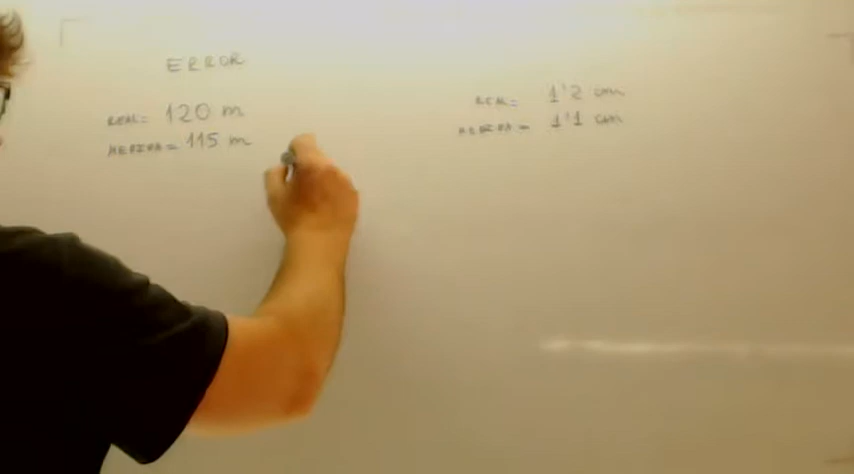 ERROR
REAL= 120 m
MEDIDA= 115 m
REAL= 1'2 cm
MEDIDA= 1'1 cm